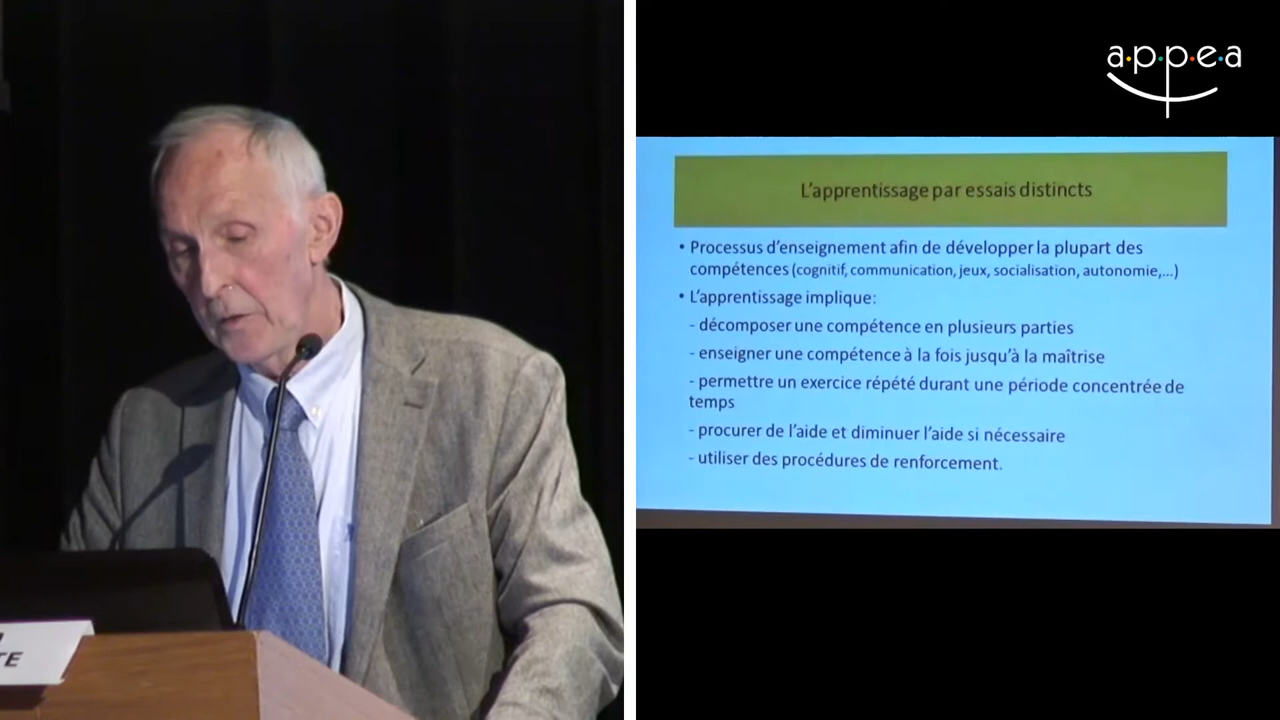 a.p.p.e.a
L'apprentissage par essais distincts
• Processus d'enseignement afin de développer la plupart des
compétences (cognitif, communication, jeux, socialisation, autonomie,...)
• L'apprentissage implique:
- décomposer une compétence en plusieurs parties
- enseigner une compétence à la fois jusqu'à la maîtrise
- permettre un exercice répété durant une période concentrée de
temps
- procurer de l'aide et diminuer l'aide si nécessaire
- utiliser des procédures de renforcement.
TE